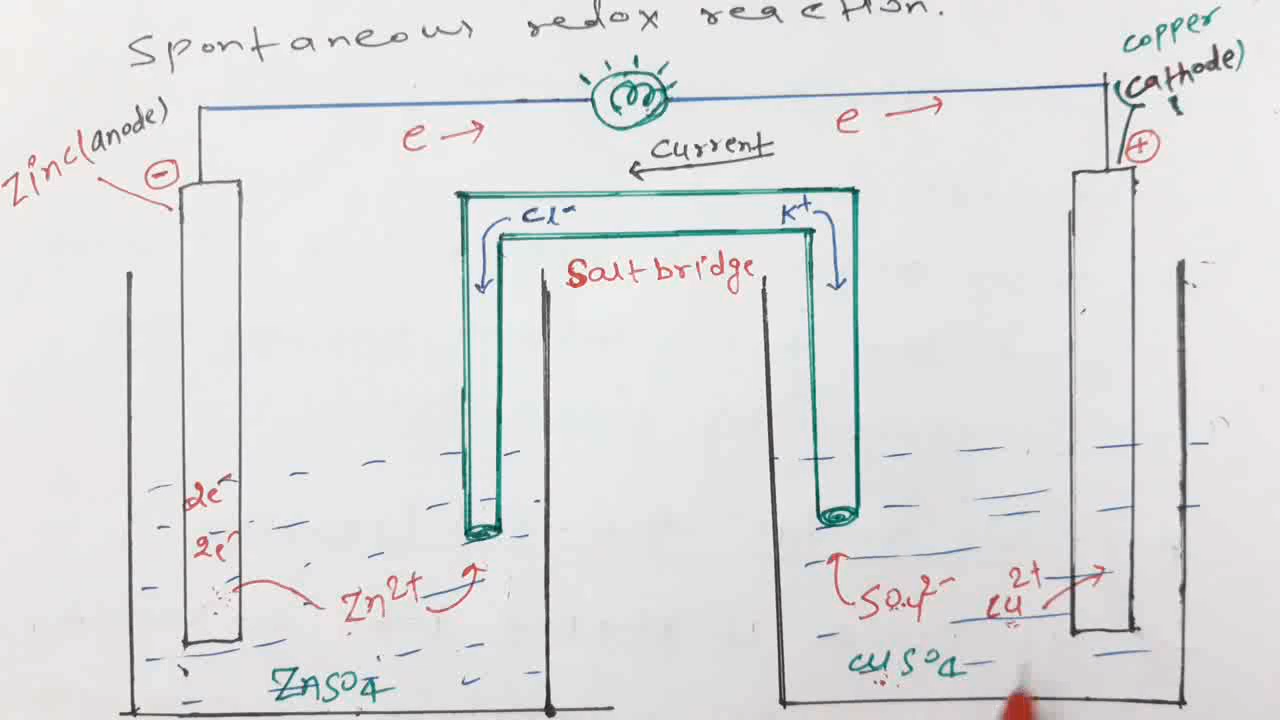 Spontaneous redox reaction.
copper
(cathode)
Zinc(anode)
e → e →
Current
- +
Cl- K+
Salt bridge
2e-
2e-
Zn2+ SO42- Cu2+
ZnSO4 CuSO4